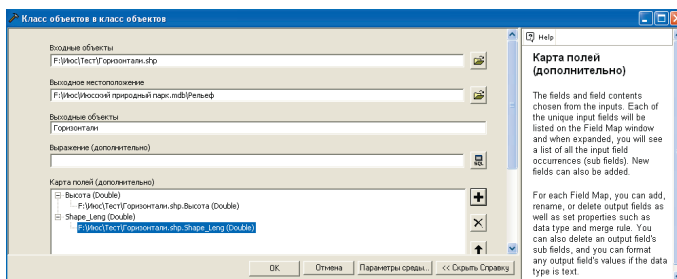 Класс объектов в класс объектов
Входные объекты
F:\Июс\Тест\Горизонтали.shp
Выходное местоположение
F:\Июс\Июсский природный парк.mdb\Рельеф
Выходные объекты
Горизонтали
Выражение (дополнительно)
SQL
Карта полей (дополнительно)
Высота (Double)
F:\Июс\Тест\Горизонтали.shp.Высота (Double)
Shape_Leng (Double)
F:\Июс\Тест\Горизонтали.shp.Shape_Leng (Double)
OK
Отмена
Параметры среды...
<< Скрыть Справку
Help
Карта полей
(дополнительно)
The fields and field contents
chosen from the inputs. Each of
the unique input fields will be
listed on the Field Map window
and when expanded, you will see
a list of all the input field
occurrences (sub fields). New
fields can also be added.
For each Field Map, you can add,
rename, or delete output fields as
well as set properties such as
data type and merge rule. You
can also delete an output field's
sub fields, and you can format
any output field's values if the data
type is text.